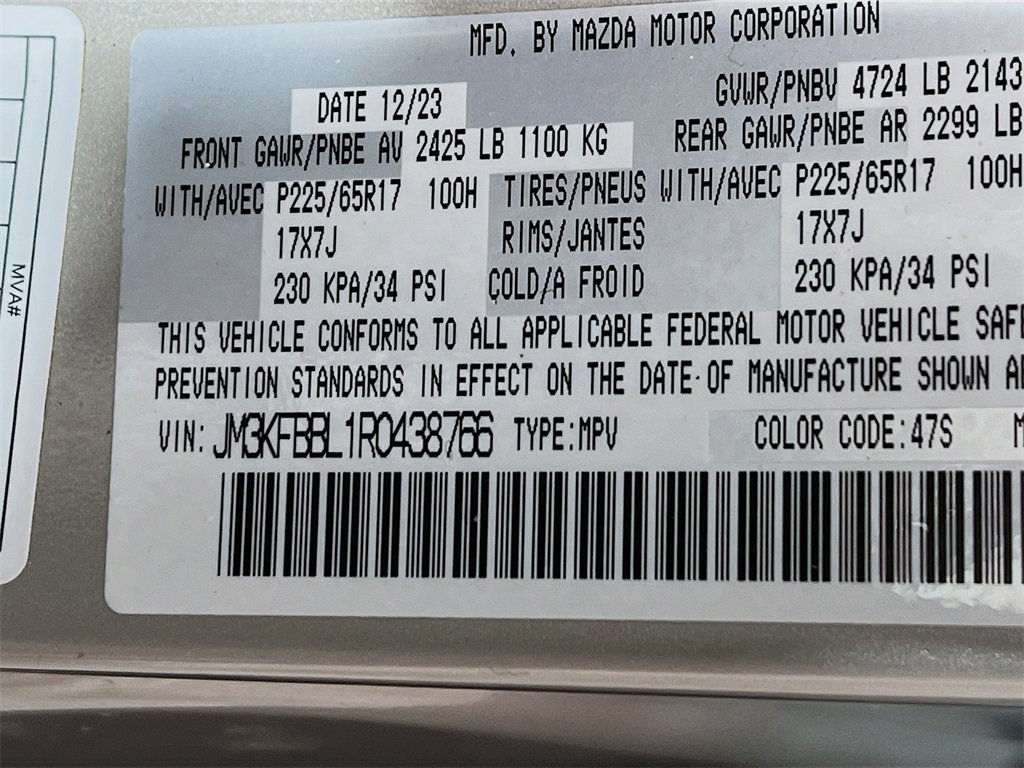 MVA#
MFD. BY MAZDA MOTOR CORPORATION
DATE 12/23 GVWR/PNBV 4724 LB 2143
FRONT GAWR/PNBE AV 2425 LB 1100 KG REAR GAWR/PNBE AR 2299 LB
WITH/AVEC P225/65R17 100H TIRES/PNEUS WITH/AVEC P225/65R17 100H
17X7J RIMS/JANTES 17X7J
230 KPA/34 PSI COLD/A FROID 230 KPA/34 PSI
THIS VEHICLE CONFORMS TO ALL APPLICABLE FEDERAL MOTOR VEHICLE
PREVENTION STANDARDS IN EFFECT ON THE DATE OF MANUFACTURE SHOWN
VIN: JM3KFBBL1R0438766 TYPE:MPV COLOR CODE:47S